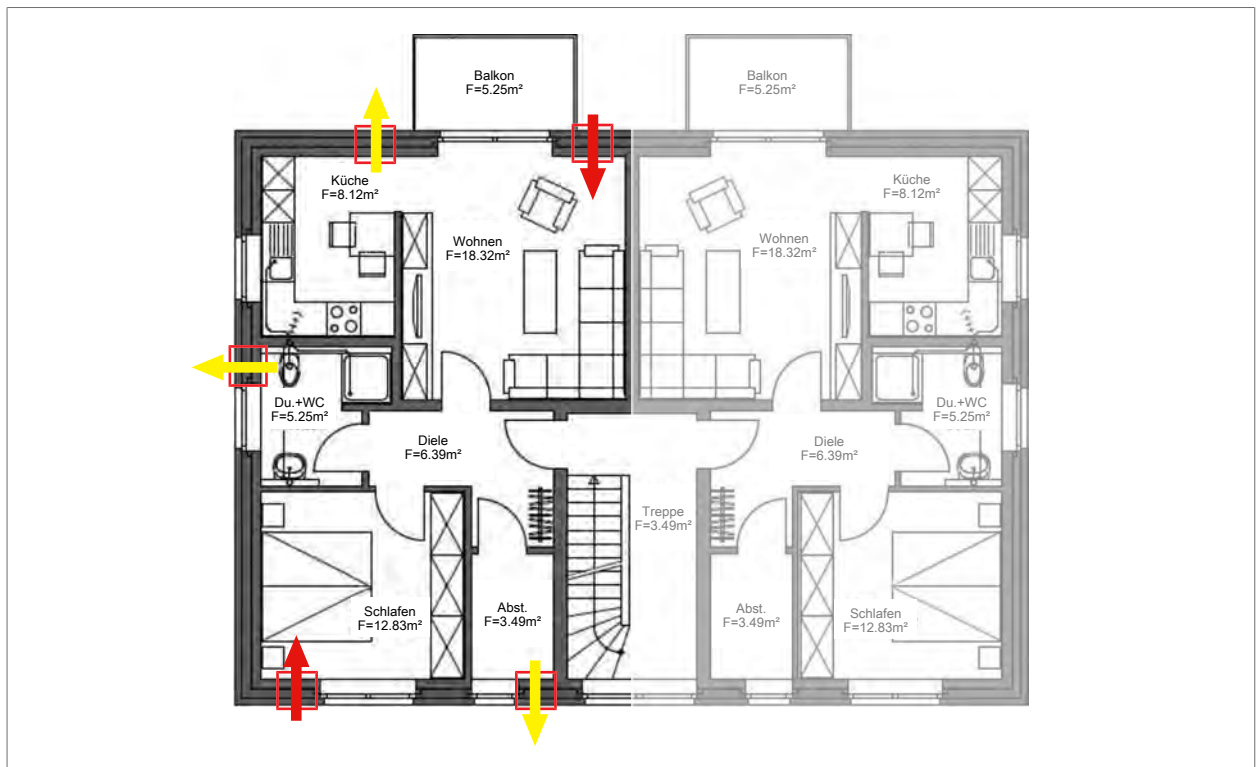 Balkon
F=5.25m²
Balkon
F=5.25m²
Küche
F=8.12m²
Küche
F=8.12m²
Wohnen
F=18.32m²
Wohnen
F=18.32m²
Du.+WC
F=5.25m²
Du.+WC
F=5.25m²
Diele
F=6.39m²
Diele
F=6.39m²
Treppe
F=3.49m²
Schlafen
F=12.83m²
Abst.
F=3.49m²
Abst.
F=3.49m²
Schlafen
F=12.83m²